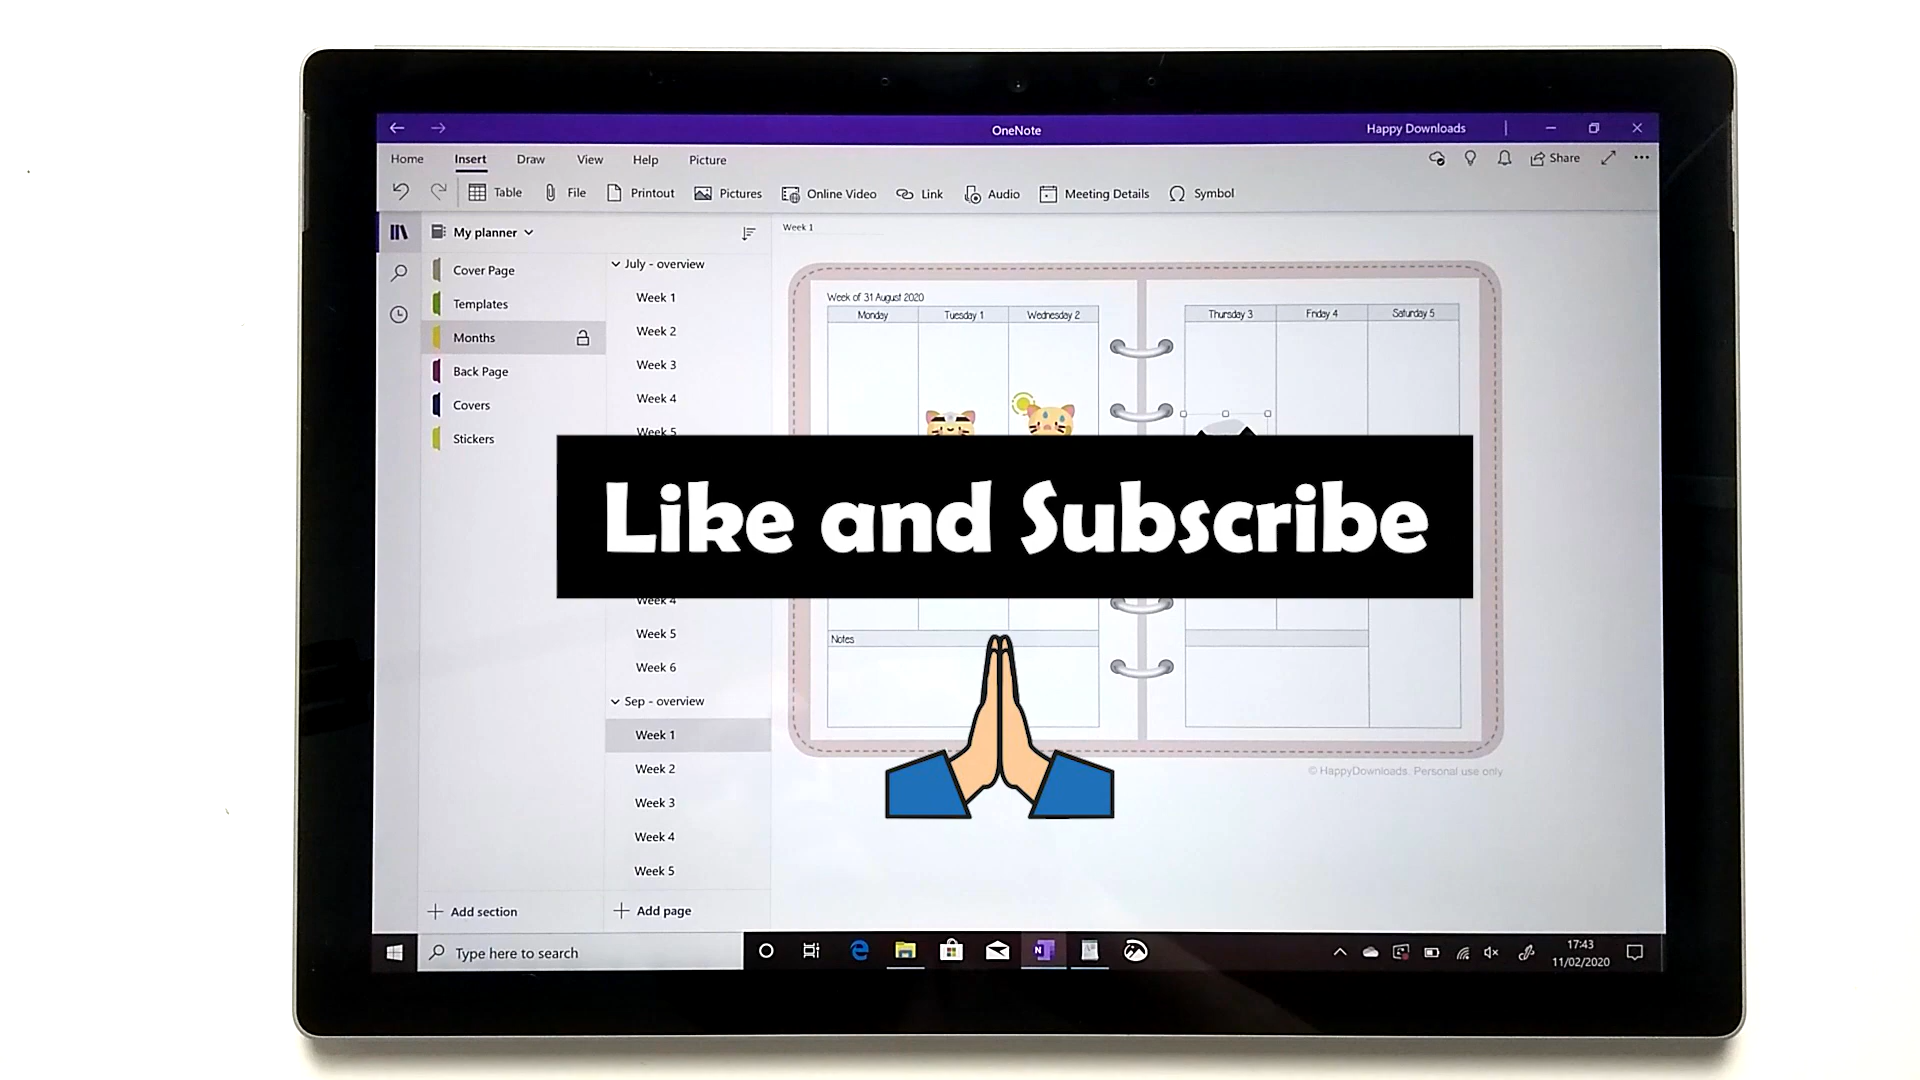 OneNote
Happy Downloads
Home Insert Draw View Help Picture
Share
Table File Printout Pictures Online Video Link Audio Meeting Details Symbol
My planner
Cover Page
Templates
Months
Back Page
Covers
Stickers
Add section
July - overview
Week 1
Week 2
Week 3
Week 4
Week 5
Week 4
Week 5
Week 6
Sep - overview
Week 1
Week 2
Week 3
Week 4
Week 5
Add page
Week 1
Week of 31 August 2020
Monday Tuesday 1 Wednesday 2 Thursday 3 Friday 4 Saturday 5
Like and Subscribe
Notes
© HappyDownloads. Personal use only
Type here to search
17:43
11/02/2020